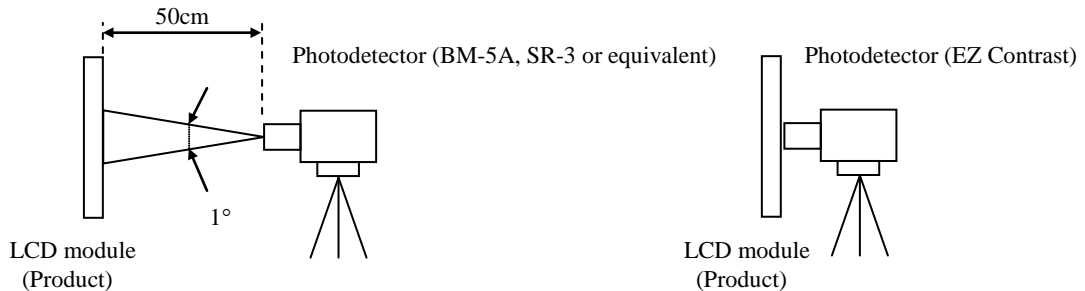 50cm
Photodetector (BM-5A, SR-3 or equivalent)
1°
LCD module
(Product)
Photodetector (EZ Contrast)
LCD module
(Product)